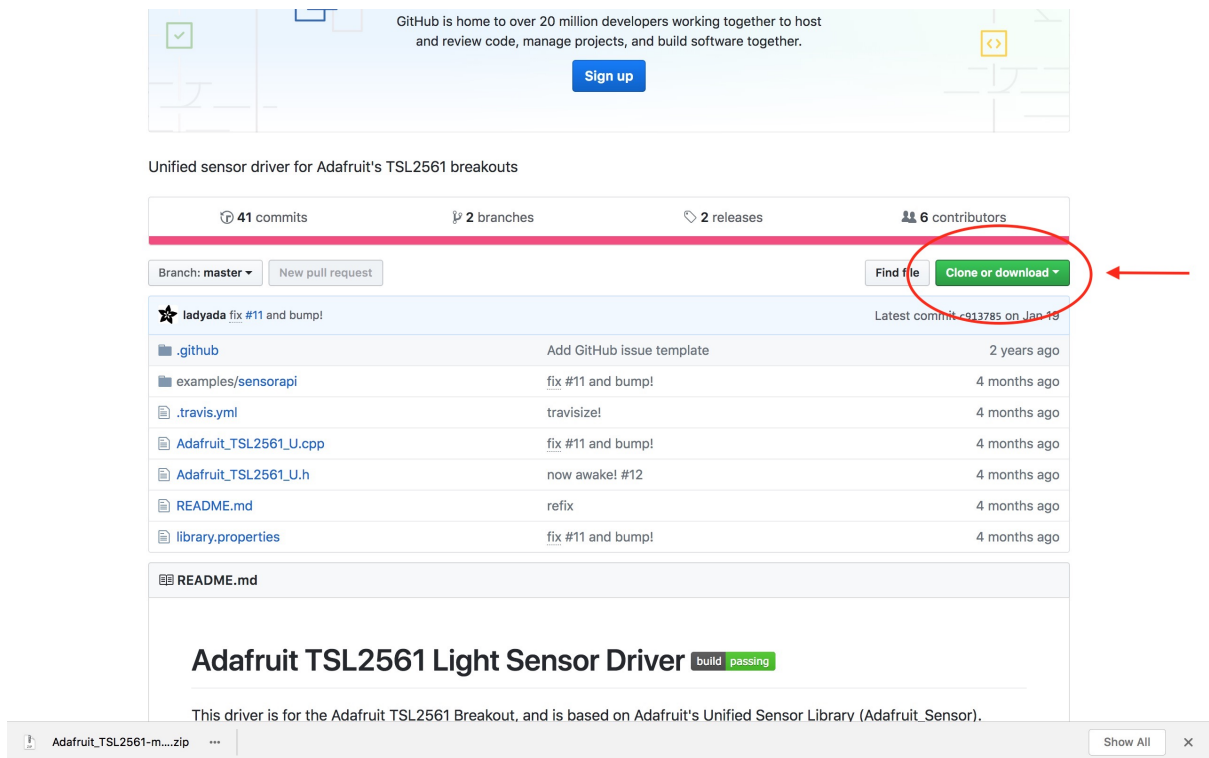 GitHub is home to over 20 million developers working together to host
and review code, manage projects, and build software together.
Sign up
Unified sensor driver for Adafruit's TSL2561 breakouts
41 commits 2 branches 2 releases 6 contributors
Branch: master New pull request Find file Clone or download
ladyada fix #11 and bump! Latest commit c913785 on Jan 19
.github Add GitHub issue template 2 years ago
examples/sensorapi fix #11 and bump! 4 months ago
.travis.yml travisize! 4 months ago
Adafruit_TSL2561_U.cpp fix #11 and bump! 4 months ago
Adafruit_TSL2561_U.h now awake! #12 4 months ago
README.md refix 4 months ago
library.properties fix #11 and bump! 4 months ago
README.md
Adafruit TSL2561 Light Sensor Driver build passing
This driver is for the Adafruit TSL2561 Breakout, and is based on Adafruit's Unified Sensor Library (Adafruit_Sensor).
Adafruit_TSL2561-m....zip Show All